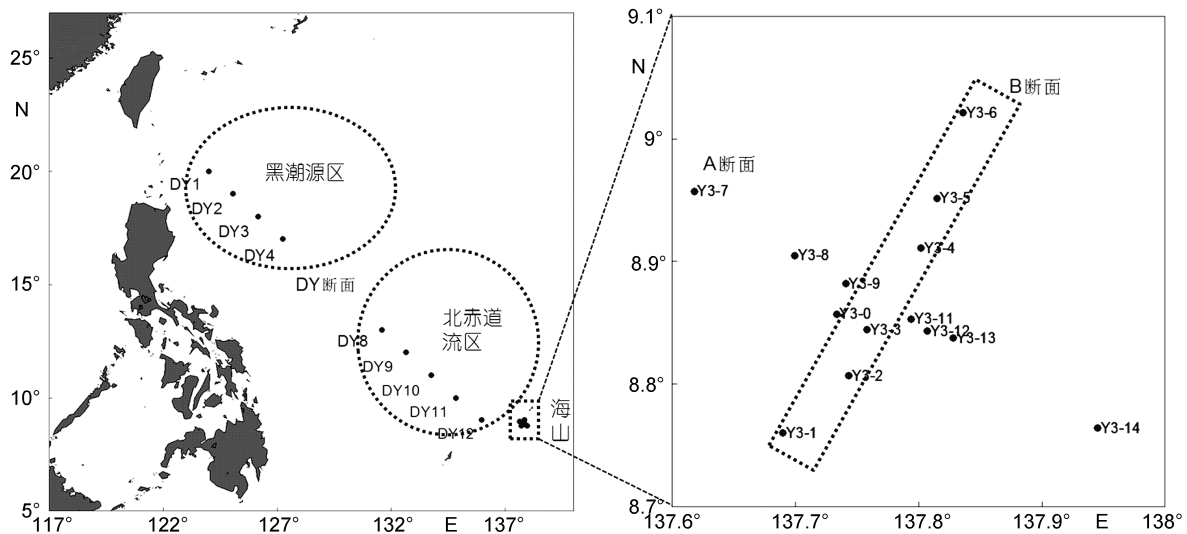 25°
N
20°
15°
10°
5°
117°
122°
127°
132°
E
137°
黑潮源区
DY1
DY2
DY3
DY4
DY断面
北赤道
流区
DY8
DY9
DY10
DY11
DY12
海
山
9.1°
N
9°
8.9°
8.8°
8.7°
137.6°
137.7°
137.8°
137.9°
E
138°
B断面
Y3-6
A断面
Y3-7
Y3-5
Y3-4
Y3-8
Y3-9
Y3-0
Y3-3
Y3-11
Y3-12
Y3-13
Y3-2
Y3-1
Y3-14